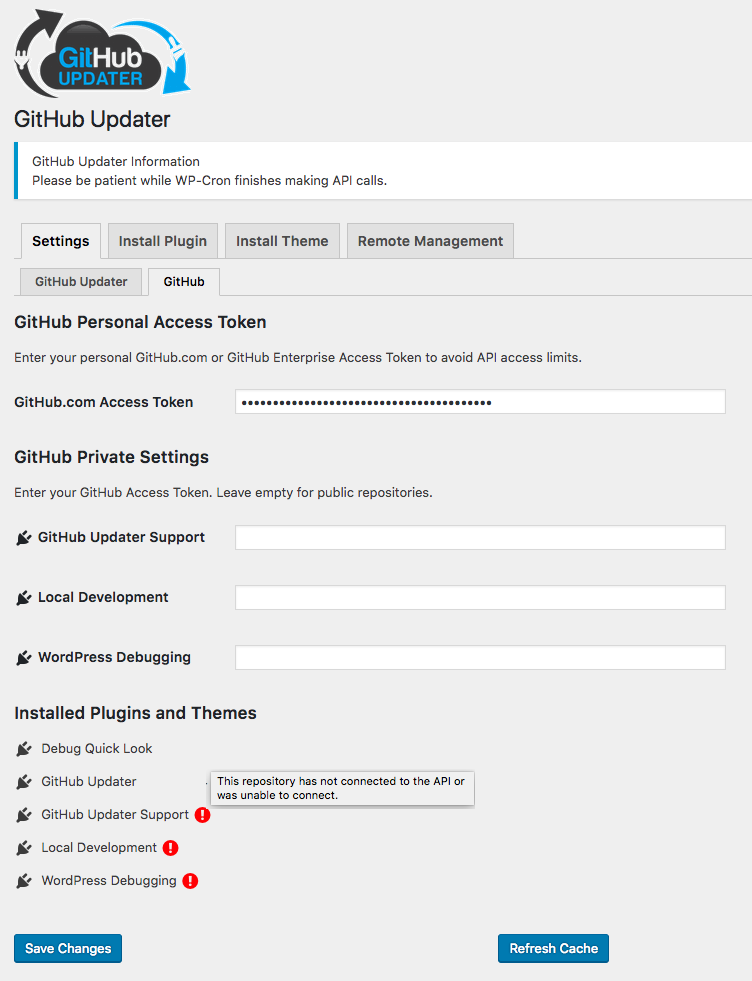 GitHub
UPDATER
GitHub Updater
GitHub Updater Information
Please be patient while WP-Cron finishes making API calls.
Settings
Install Plugin
Install Theme
Remote Management
GitHub Updater
GitHub
GitHub Personal Access Token
Enter your personal GitHub.com or GitHub Enterprise Access Token to avoid API access limits.
GitHub.com Access Token
••••••••••••••••••••••••••••••••••••••••
GitHub Private Settings
Enter your GitHub Access Token. Leave empty for public repositories.
GitHub Updater Support
Local Development
WordPress Debugging
Installed Plugins and Themes
Debug Quick Look
GitHub Updater
This repository has not connected to the API or
was unable to connect.
GitHub Updater Support
Local Development
WordPress Debugging
Save Changes
Refresh Cache